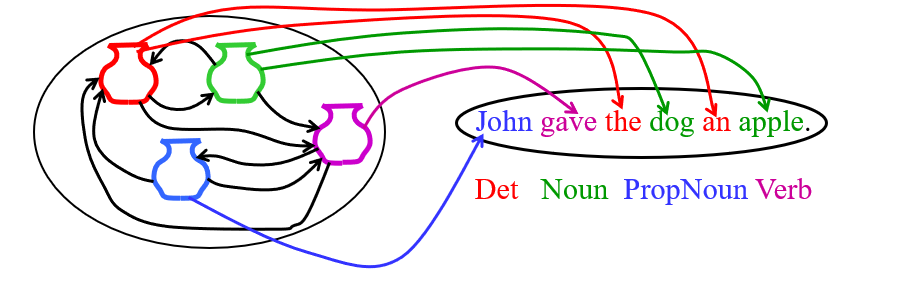 John gave the dog an apple.
Det Noun PropNoun Verb